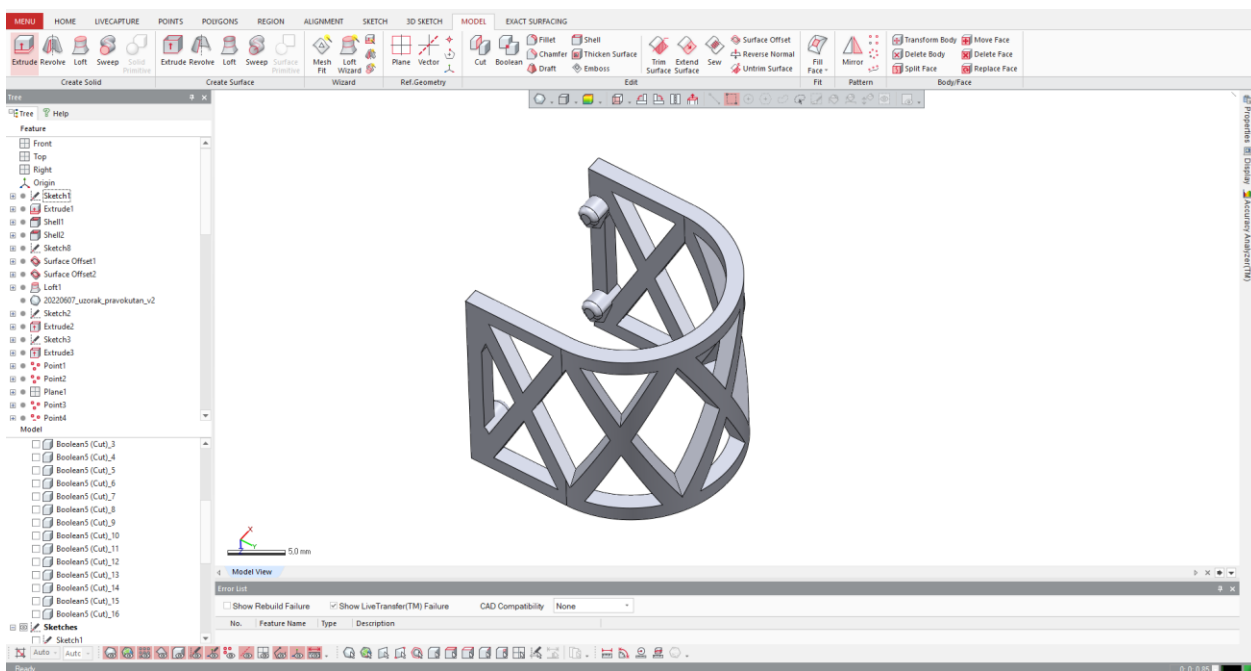 MENU HOME LIVECAPTURE POINTS POLYGONS REGION ALIGNMENT SKETCH 3D SKETCH MODEL EXACT SURFACING
Extrude Revolve Loft Sweep Solid Primitive
Create Solid
Extrude Revolve Loft Sweep Surface Primitive
Create Surface
Mesh Fit Loft Wizard
Wizard
Plane Vector
Ref.Geometry
Cut Boolean
Fillet Shell
Chamfer Thicken Surface
Draft Emboss
Trim Surface Extend Surface Sew
Surface Offset
Reverse Normal
Untrim Surface
Edit
Fill Face
Fit
Mirror
Pattern
Transform Body Move Face
Delete Body Delete Face
Split Face Replace Face
Body/Face
Tree
Tree Help
Feature
Front
Top
Right
Origin
Sketch1
Extrude1
Shell1
Shell2
Sketch8
Surface Offset1
Surface Offset2
Loft1
20220607_uzorak_pravokutan_v2
Sketch2
Extrude2
Sketch3
Extrude3
Point1
Point2
Plane1
Point3
Point4
Model
Boolean5 (Cut)_3
Boolean5 (Cut)_4
Boolean5 (Cut)_5
Boolean5 (Cut)_6
Boolean5 (Cut)_7
Boolean5 (Cut)_8
Boolean5 (Cut)_9
Boolean5 (Cut)_10
Boolean5 (Cut)_11
Boolean5 (Cut)_12
Boolean5 (Cut)_13
Boolean5 (Cut)_14
Boolean5 (Cut)_15
Boolean5 (Cut)_16
Sketches
Sketch1
X
Y
Z
5,0 mm
Model View
Error List
Show Rebuild Failure Show LiveTransfer(TM) Failure CAD Compatibility None
No. Feature Name Type Description
Auto Auto
Ready
Properties
Display
Accuracy Analyzer(TM)